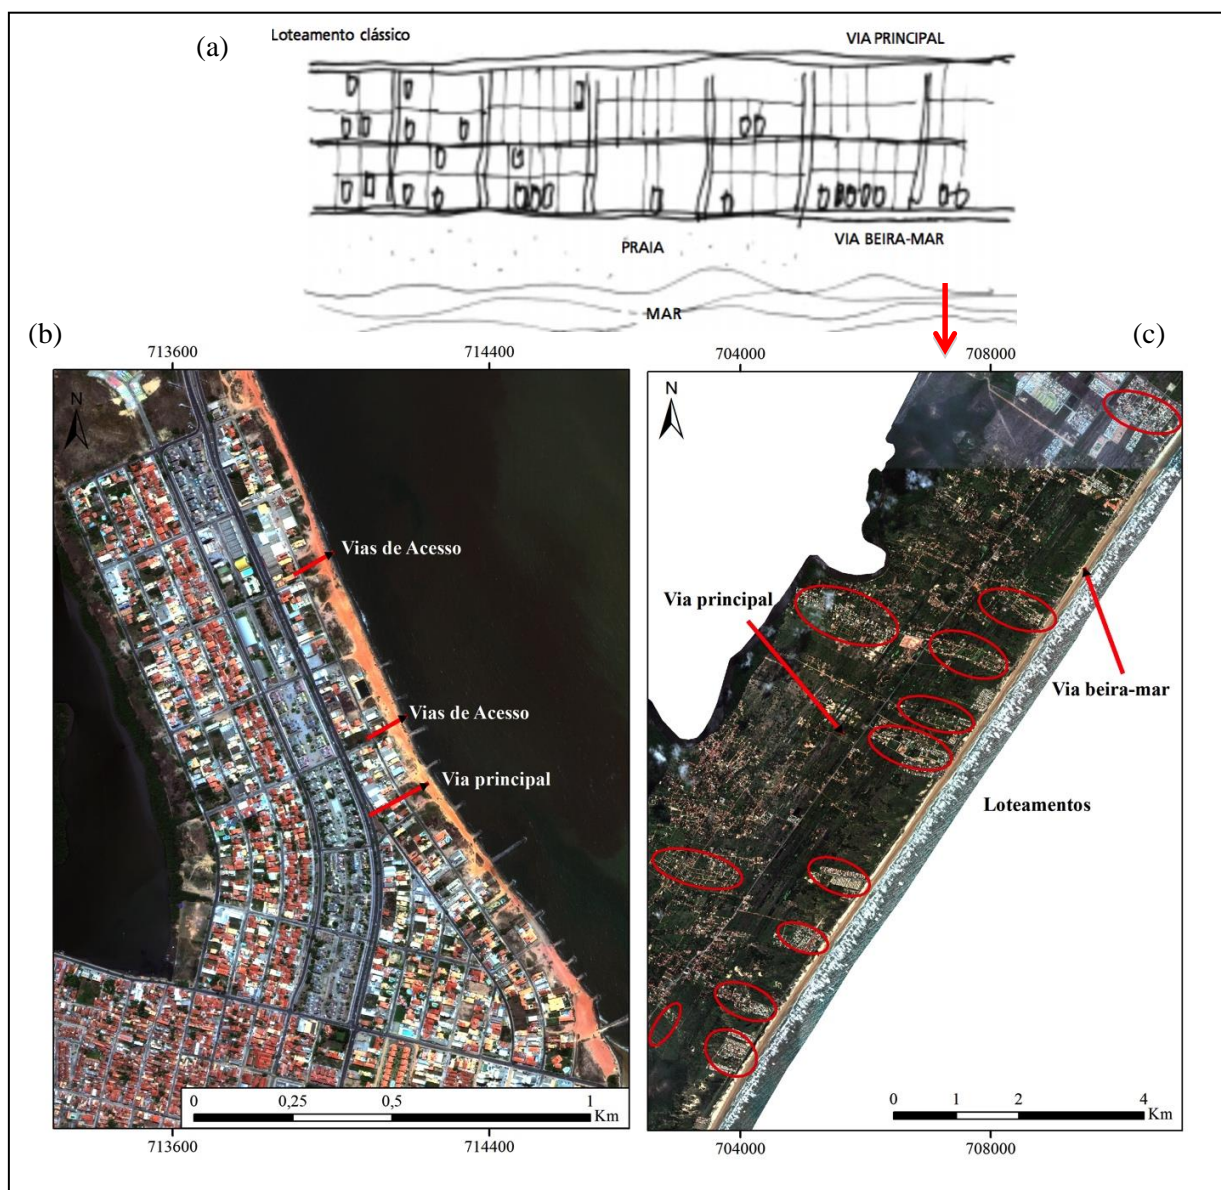 Loteamento clássico
(a)
VIA PRINCIPAL
PRAIA
VIA BEIRA-MAR
MAR
(b)
(c)
713600
714400
704000
708000
N
N
Vias de Acesso
Vias de Acesso
Via principal
Via principal
Via beira-mar
Loteamentos
0
0,25
0,5
1
Km
0
1
2
4
Km
713600
714400
704000
708000